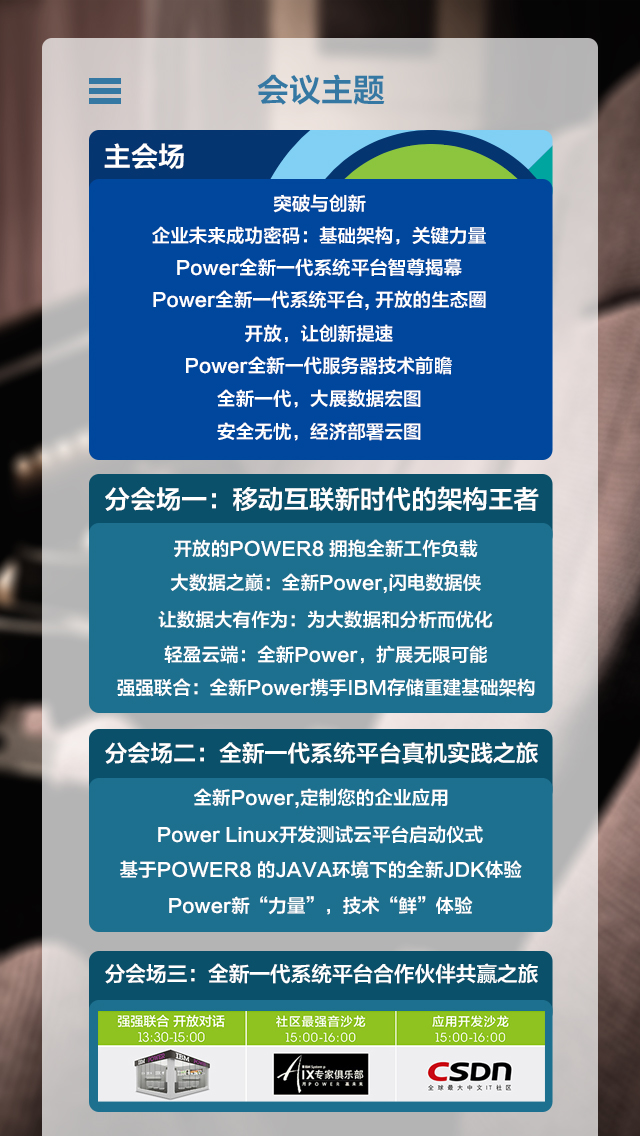 会议主题
主会场
突破与创新
企业未来成功密码：基础架构，关键力量
Power全新一代系统平台智尊揭幕
Power全新一代系统平台, 开放的生态圈
开放，让创新提速
Power全新一代服务器技术前瞻
全新一代，大展数据宏图
安全无忧，经济部署云图
分会场一：移动互联新时代的架构王者
开放的POWER8 拥抱全新工作负载
大数据之巅：全新Power,闪电数据侠
让数据大有作为：为大数据和分析而优化
轻盈云端：全新Power，扩展无限可能
强强联合：全新Power携手IBM存储重建基础架构
分会场二：全新一代系统平台真机实践之旅
全新Power,定制您的企业应用
Power Linux开发测试云平台启动仪式
基于POWER8 的JAVA环境下的全新JDK体验
Power新“力量”，技术“鲜”体验
分会场三：全新一代系统平台合作伙伴共赢之旅
强强联合 开放对话
13:30-15:00
社区最强音沙龙
15:00-16:00
应用开发沙龙
15:00-16:00
IBM POWER IBM
AIX专家俱乐部
CSDN
全球最大中文IT社区